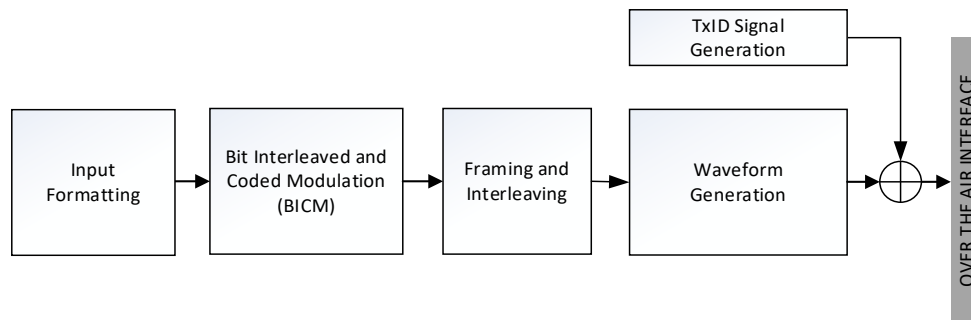 TxID Signal
Generation
Input
Formatting
Bit Interleaved and
Coded Modulation
(BICM)
Framing and
Interleaving
Waveform
Generation
OVER THE AIR INTERFACE